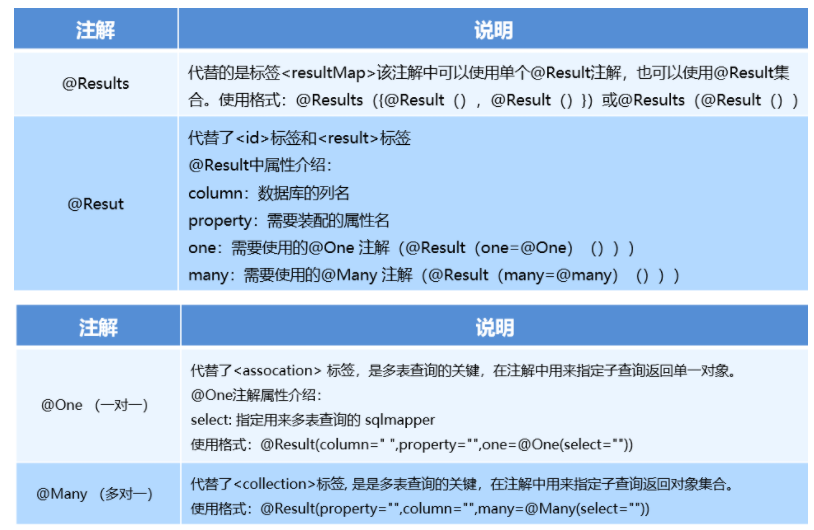 注解 说明
@Results
代替的是标签<resultMap>该注解中可以使用单个@Result注解，也可以使用@Result集
合。使用格式：@Results（{@Result（），@Result（）}）或@Results（@Result（））
@Resut
代替了<id>标签和<result>标签
@Result中属性介绍：
column：数据库的列名
property：需要装配的属性名
one：需要使用的@One 注解（@Result（one=@One）（）））
many：需要使用的@Many 注解（@Result（many=@many）（）））
注解 说明
@One （一对一）
代替了<assocation> 标签，是多表查询的关键，在注解中用来指定子查询返回单一对象。
@One注解属性介绍：
select: 指定用来多表查询的 sqlmapper
使用格式：@Result(column=" ",property="",one=@One(select=""))
@Many （多对一）
代替了<collection>标签, 是是多表查询的关键，在注解中用来指定子查询返回对象集合。
使用格式：@Result(property="",column="",many=@Many(select=""))